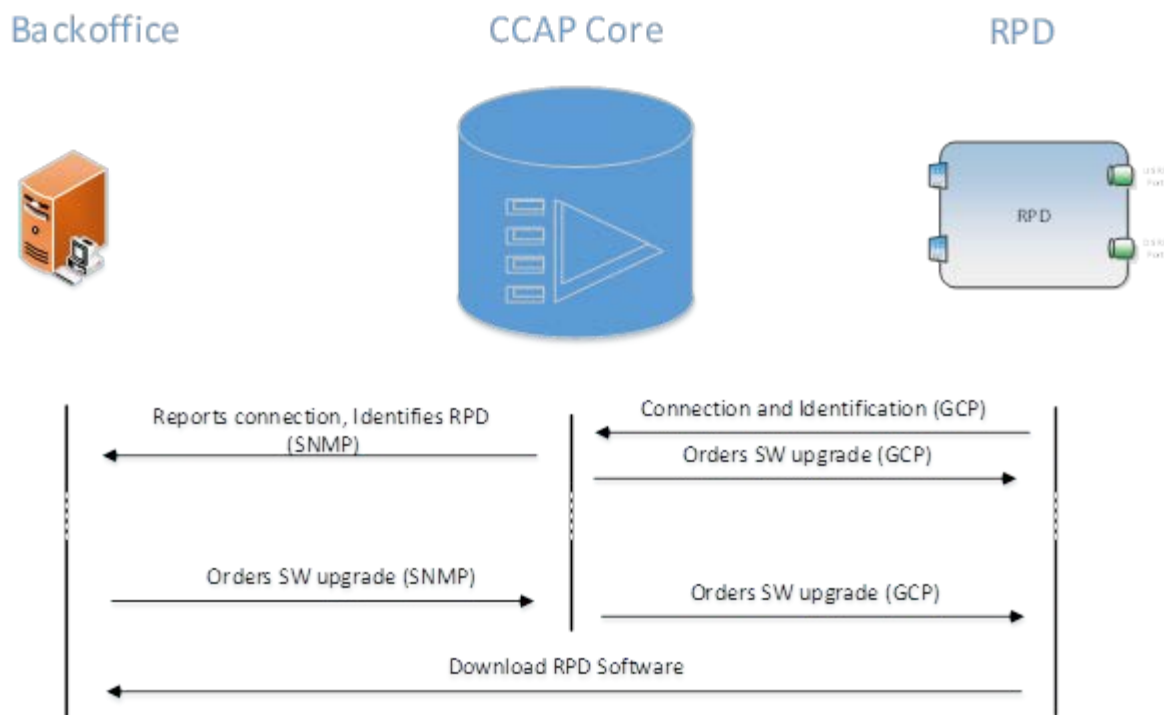 Backoffice
CCAP Core
RPD
RPD
Reports connection, Identifies RPD
(SNMP)
Connection and Identification (GCP)
Orders SW upgrade (GCP)
Orders SW upgrade (SNMP)
Orders SW upgrade (GCP)
Download RPD Software